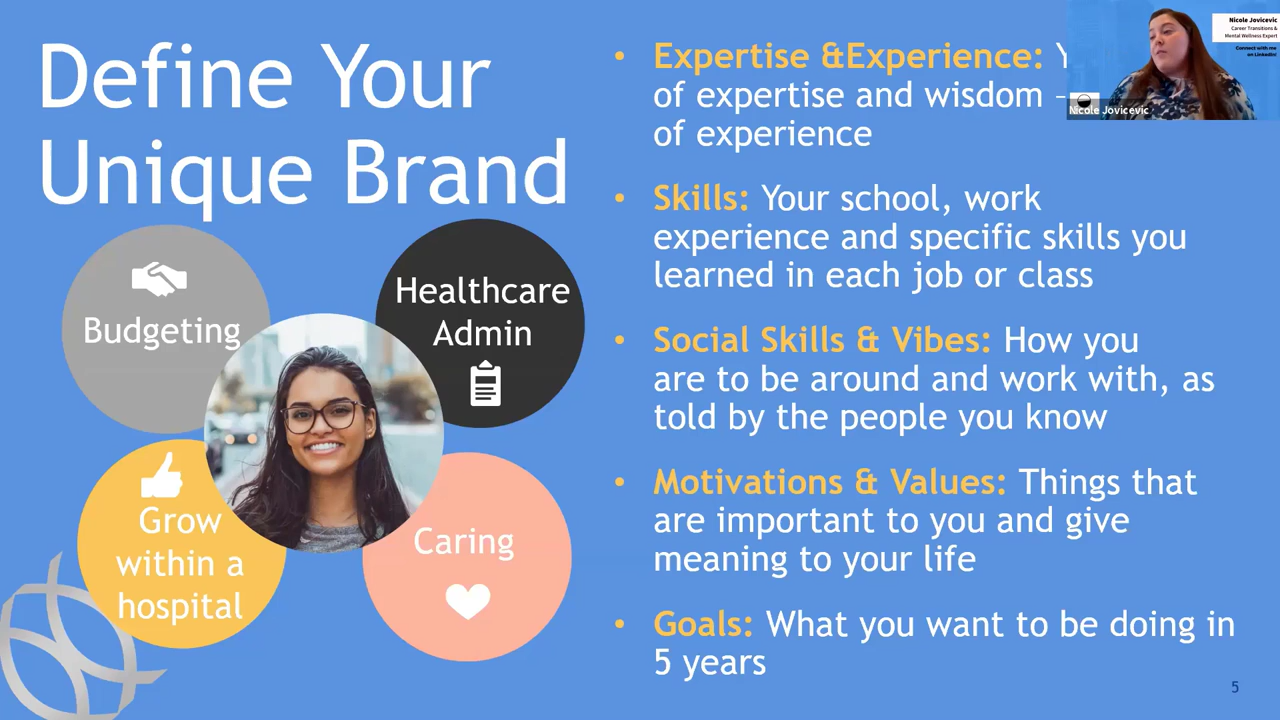 Define Your
Unique Brand
Budgeting
Healthcare
Admin
Grow
within a
hospital
Caring
• Expertise &Experience: Y
of expertise and wisdom –
of experience
• Skills: Your school, work
experience and specific skills you
learned in each job or class
• Social Skills & Vibes: How you
are to be around and work with, as
told by the people you know
• Motivations & Values: Things that
are important to you and give
meaning to your life
• Goals: What you want to be doing in
5 years
Nicole Jovicevic
Career Transitions &
Mental Wellness Expert
Connect with me
on LinkedIn!
Nicole Jovicevic
5